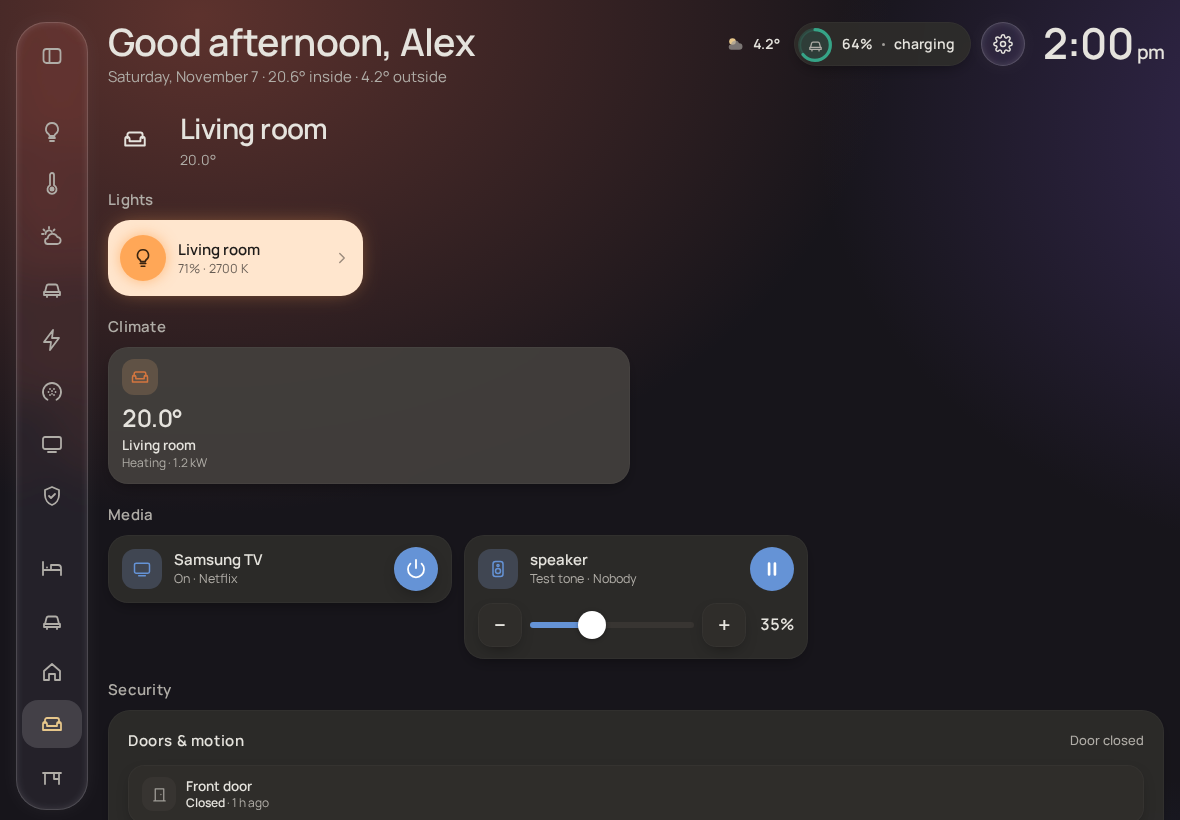 Good afternoon, Alex
4.2°
64% • charging
2:00 pm
Saturday, November 7 · 20.6° inside · 4.2° outside
Living room
20.0°
Lights
Living room
71% · 2700 K
Climate
20.0°
Living room
Heating · 1.2 kW
Media
Samsung TV
On · Netflix
speaker
Test tone · Nobody
35%
Security
Doors & motion
Door closed
Front door
Closed · 1 h ago